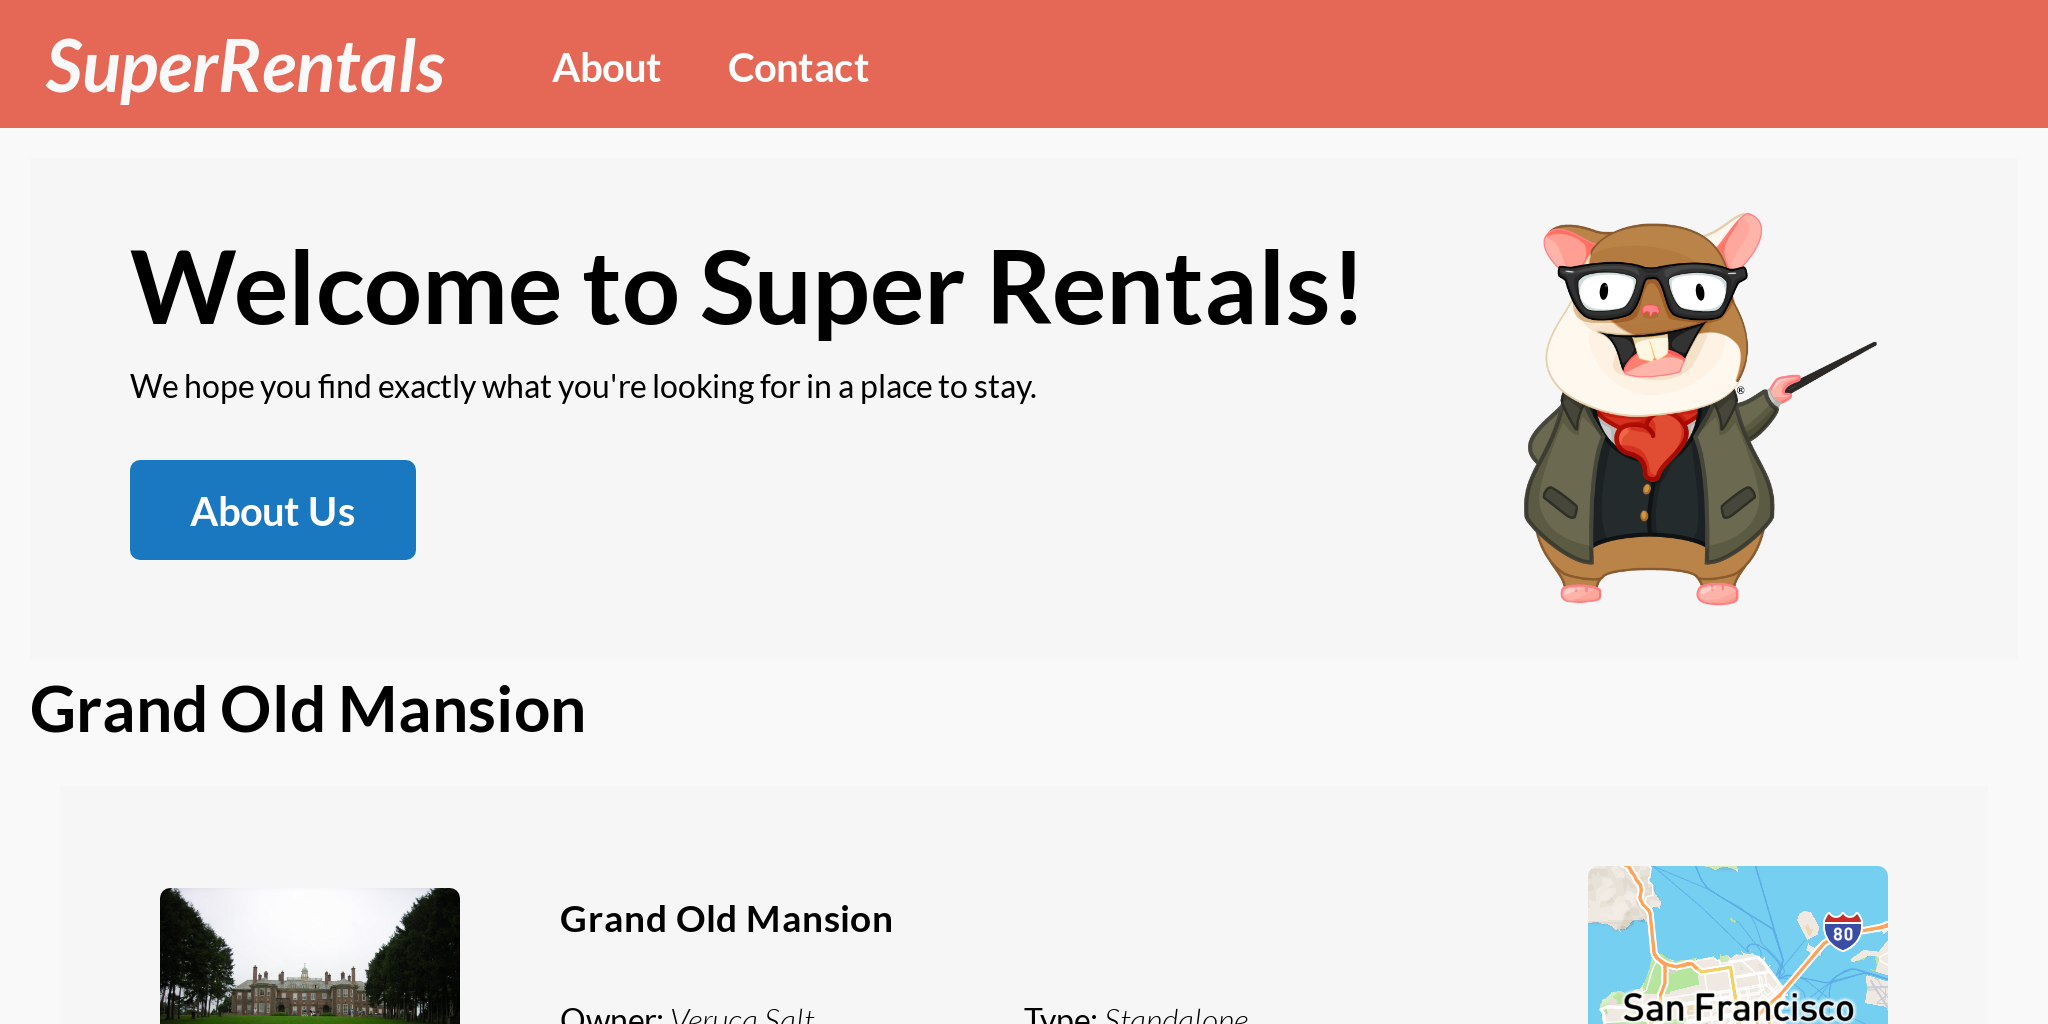 SuperRentals About Contact
Welcome to Super Rentals!
We hope you find exactly what you're looking for in a place to stay.
®
About Us
Grand Old Mansion
Grand Old Mansion
80
Owner: Veruca Salt Type: Standalone
San Francisco